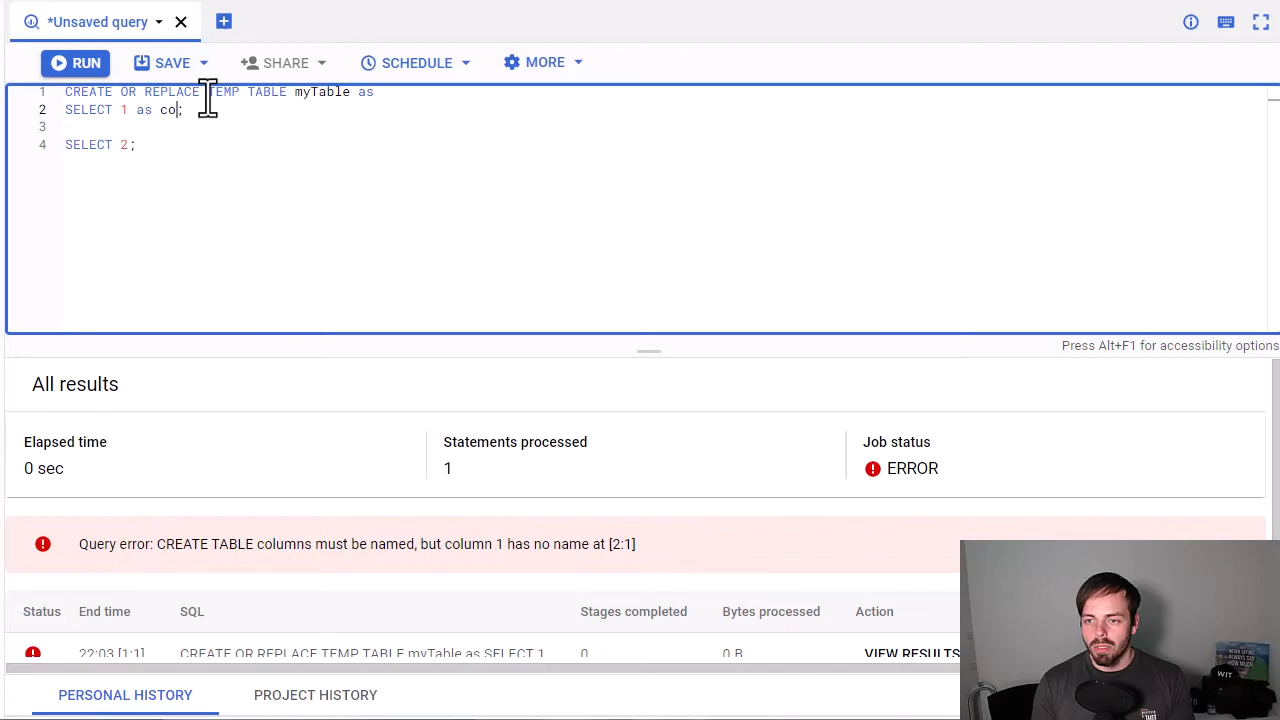 *Unsaved query
RUN SAVE SHARE SCHEDULE MORE
1 CREATE OR REPLACE TEMP TABLE myTable as
2 SELECT 1 as co;
3
4 SELECT 2;
Press Alt+F1 for accessibility options
All results
Elapsed time Statements processed Job status
0 sec 1 ERROR
Query error: CREATE TABLE columns must be named, but column 1 has no name at [2:1]
Status End time SQL Stages completed Bytes processed Action
22:03 [1:1] CREATE OR REPLACE TEMP TABLE myTable as SELECT 1 0 0 B VIEW RESULTS
PERSONAL HISTORY PROJECT HISTORY
WIT